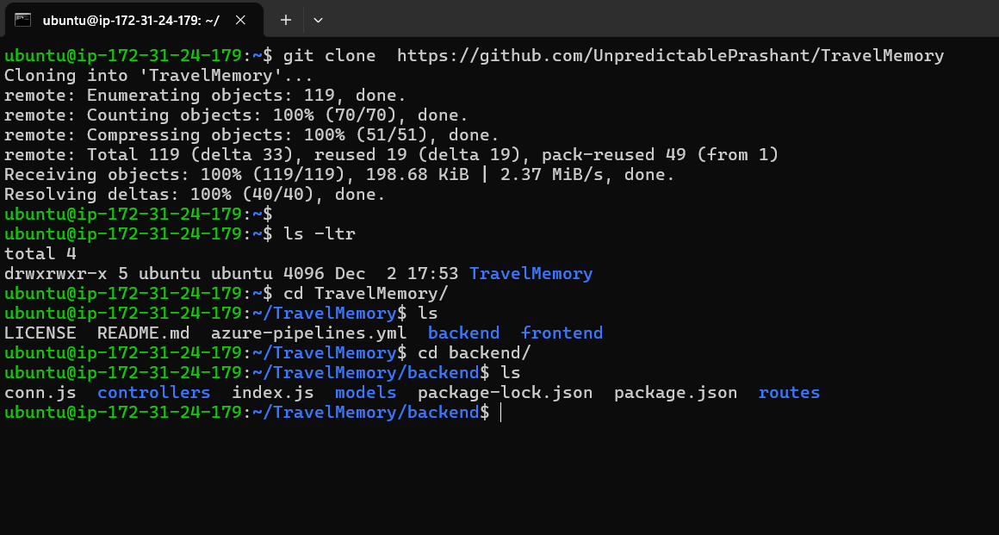 ubuntu@ip-172-31-24-179: ~/
ubuntu@ip-172-31-24-179:~$ git clone  https://github.com/UnpredictablePrashant/TravelMemory
Cloning into 'TravelMemory'...
remote: Enumerating objects: 119, done.
remote: Counting objects: 100% (70/70), done.
remote: Compressing objects: 100% (51/51), done.
remote: Total 119 (delta 33), reused 19 (delta 19), pack-reused 49 (from 1)
Receiving objects: 100% (119/119), 198.68 KiB | 2.37 MiB/s, done.
Resolving deltas: 100% (40/40), done.
ubuntu@ip-172-31-24-179:~$
ubuntu@ip-172-31-24-179:~$ ls -ltr
total 4
drwxrwxr-x 5 ubuntu ubuntu 4096 Dec  2 17:53 TravelMemory
ubuntu@ip-172-31-24-179:~$ cd TravelMemory/
ubuntu@ip-172-31-24-179:~/TravelMemory$ ls
LICENSE  README.md  azure-pipelines.yml  backend  frontend
ubuntu@ip-172-31-24-179:~/TravelMemory$ cd backend/
ubuntu@ip-172-31-24-179:~/TravelMemory/backend$ ls
conn.js  controllers  index.js  models  package-lock.json  package.json  routes
ubuntu@ip-172-31-24-179:~/TravelMemory/backend$